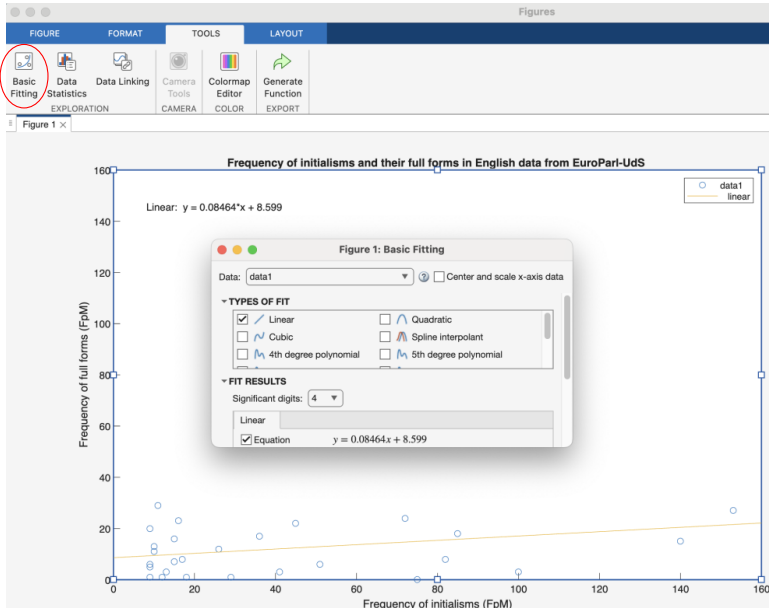 Figures
FIGURE FORMAT TOOLS LAYOUT
Basic Fitting
Data Statistics
Data Linking
Camera Tools
Colormap Editor
Generate Function
EXPLORATION CAMERA COLOR EXPORT
Figure 1
Frequency of initialisms and their full forms in English data from EuroParl-UdS
data1
linear
Linear: y = 0.08464*x + 8.599
Figure 1: Basic Fitting
Data: data1 Center and scale x-axis data
TYPES OF FIT
Linear Quadratic
Cubic Spline interpolant
4th degree polynomial 5th degree polynomial
FIT RESULTS
Significant digits: 4
Linear
Equation y = 0.08464x + 8.599
Frequency of full forms (FpM)
160
140
120
100
80
60
40
20
0
0 20 40 60 80 100 120 140 160
Frequency of initialisms (FpM)